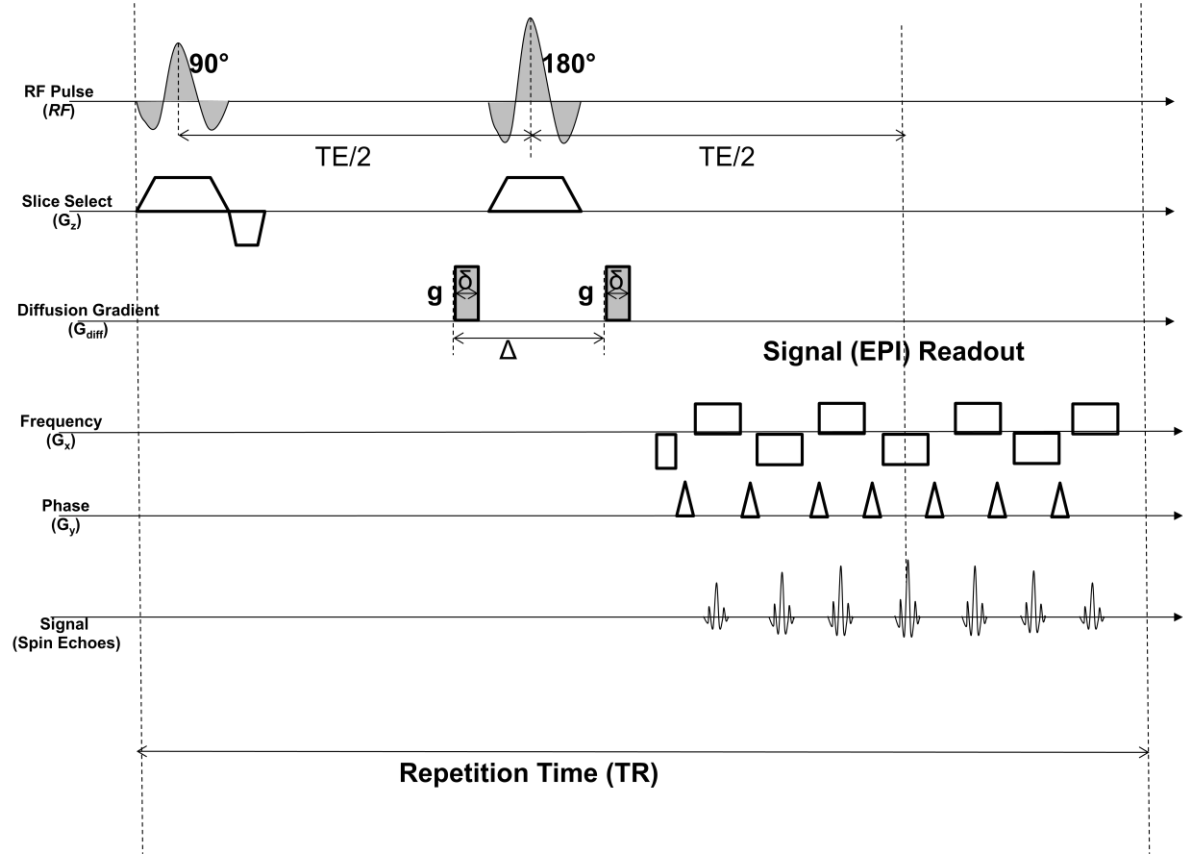 90°
180°
RF Pulse
(RF)
TE/2
TE/2
Slice Select
(Gz)
δ
δ
g
g
Diffusion Gradient
(Gdiff)
Δ
Signal (EPI) Readout
Frequency
(Gx)
Phase
(Gy)
Signal
(Spin Echoes)
Repetition Time (TR)